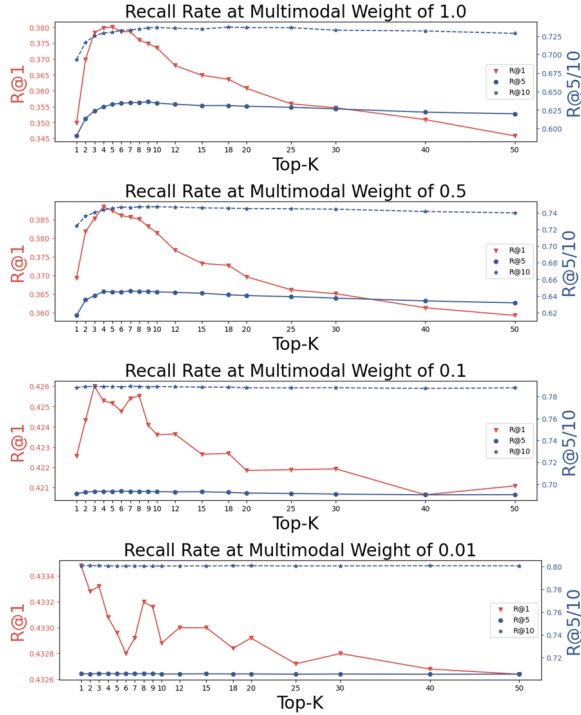 Recall Rate at Multimodal Weight of 1.0
0.380
0.375
0.370
0.365
0.360
0.355
0.350
0.345
R@1
0.725
0.700
0.675
0.650
0.625
0.600
R@5/10
R@1
R@5
R@10
1 2 3 4 5 6 7 8 9 10 12 15 18 20 25 30 40 50
Top-K
Recall Rate at Multimodal Weight of 0.5
0.385
0.380
0.375
0.370
0.365
0.360
R@1
0.74
0.72
0.70
0.68
0.66
0.64
0.62
R@5/10
R@1
R@5
R@10
1 2 3 4 5 6 7 8 9 10 12 15 18 20 25 30 40 50
Top-K
Recall Rate at Multimodal Weight of 0.1
0.426
0.425
0.424
0.423
0.422
0.421
R@1
0.78
0.76
0.74
0.72
0.70
R@5/10
R@1
R@5
R@10
1 2 3 4 5 6 7 8 9 10 12 15 18 20 25 30 40 50
Top-K
Recall Rate at Multimodal Weight of 0.01
0.4334
0.4332
0.4330
0.4328
0.4326
R@1
0.80
0.78
0.76
0.74
0.72
R@5/10
R@1
R@5
R@10
1 2 3 4 5 6 7 8 9 10 12 15 18 20 25 30 40 50
Top-K